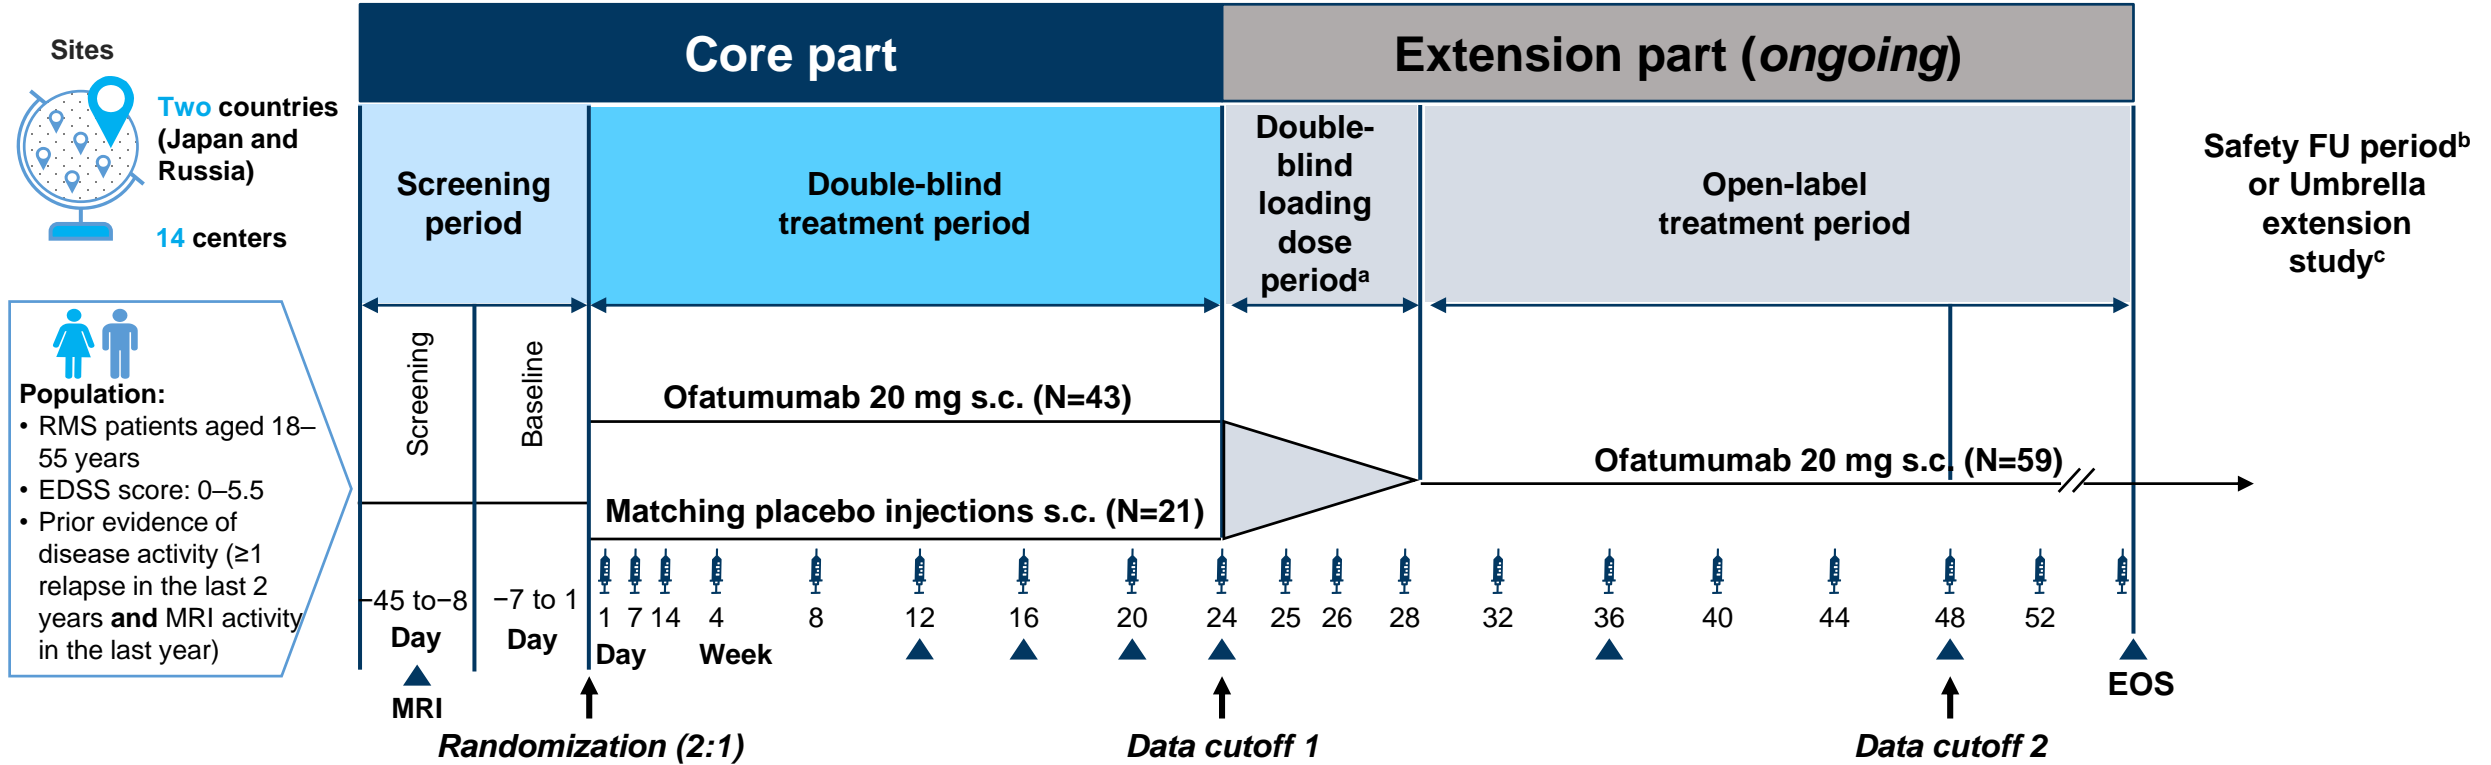 Sites
Two countries
(Japan and
Russia)
14 centers
Population:
• RMS patients aged 18–
55 years
• EDSS score: 0–5.5
• Prior evidence of
disease activity (≥1
relapse in the last 2
years and MRI activity
in the last year)
Core part
Extension part (ongoing)
Screening
period
Double-blind
treatment period
Double-
blind
loading
dose
periodᵃ
Open-label
treatment period
Safety FU periodᵇ
or Umbrella
extension
studyᶜ
Screening
Baseline
Ofatumumab 20 mg s.c. (N=43)
Matching placebo injections s.c. (N=21)
Ofatumumab 20 mg s.c. (N=59)
−45 to−8
Day
−7 to 1
Day
1 7 14 4 8 12 16 20 24 25 26 28 32 36 40 44 48 52
Day Week
MRI
EOS
Randomization (2:1)
Data cutoff 1
Data cutoff 2